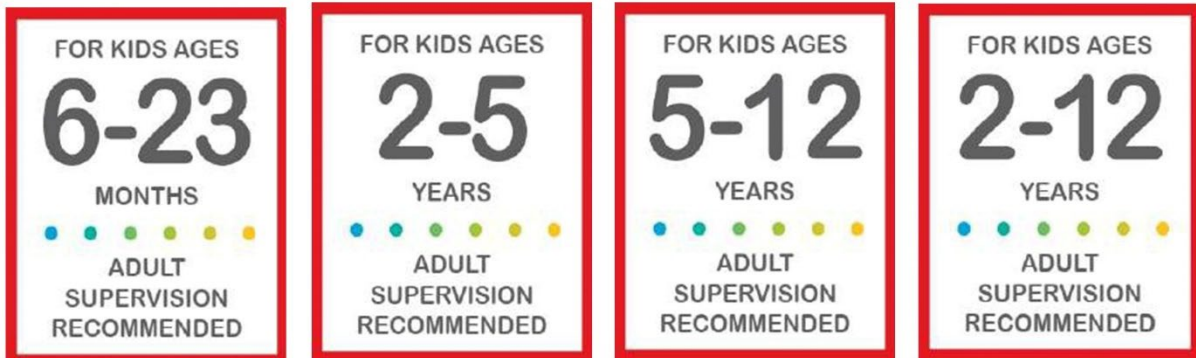 FOR KIDS AGES
6-23
MONTHS
ADULT
SUPERVISION
RECOMMENDED
FOR KIDS AGES
2-5
YEARS
ADULT
SUPERVISION
RECOMMENDED
FOR KIDS AGES
5-12
YEARS
ADULT
SUPERVISION
RECOMMENDED
FOR KIDS AGES
2-12
YEARS
ADULT
SUPERVISION
RECOMMENDED